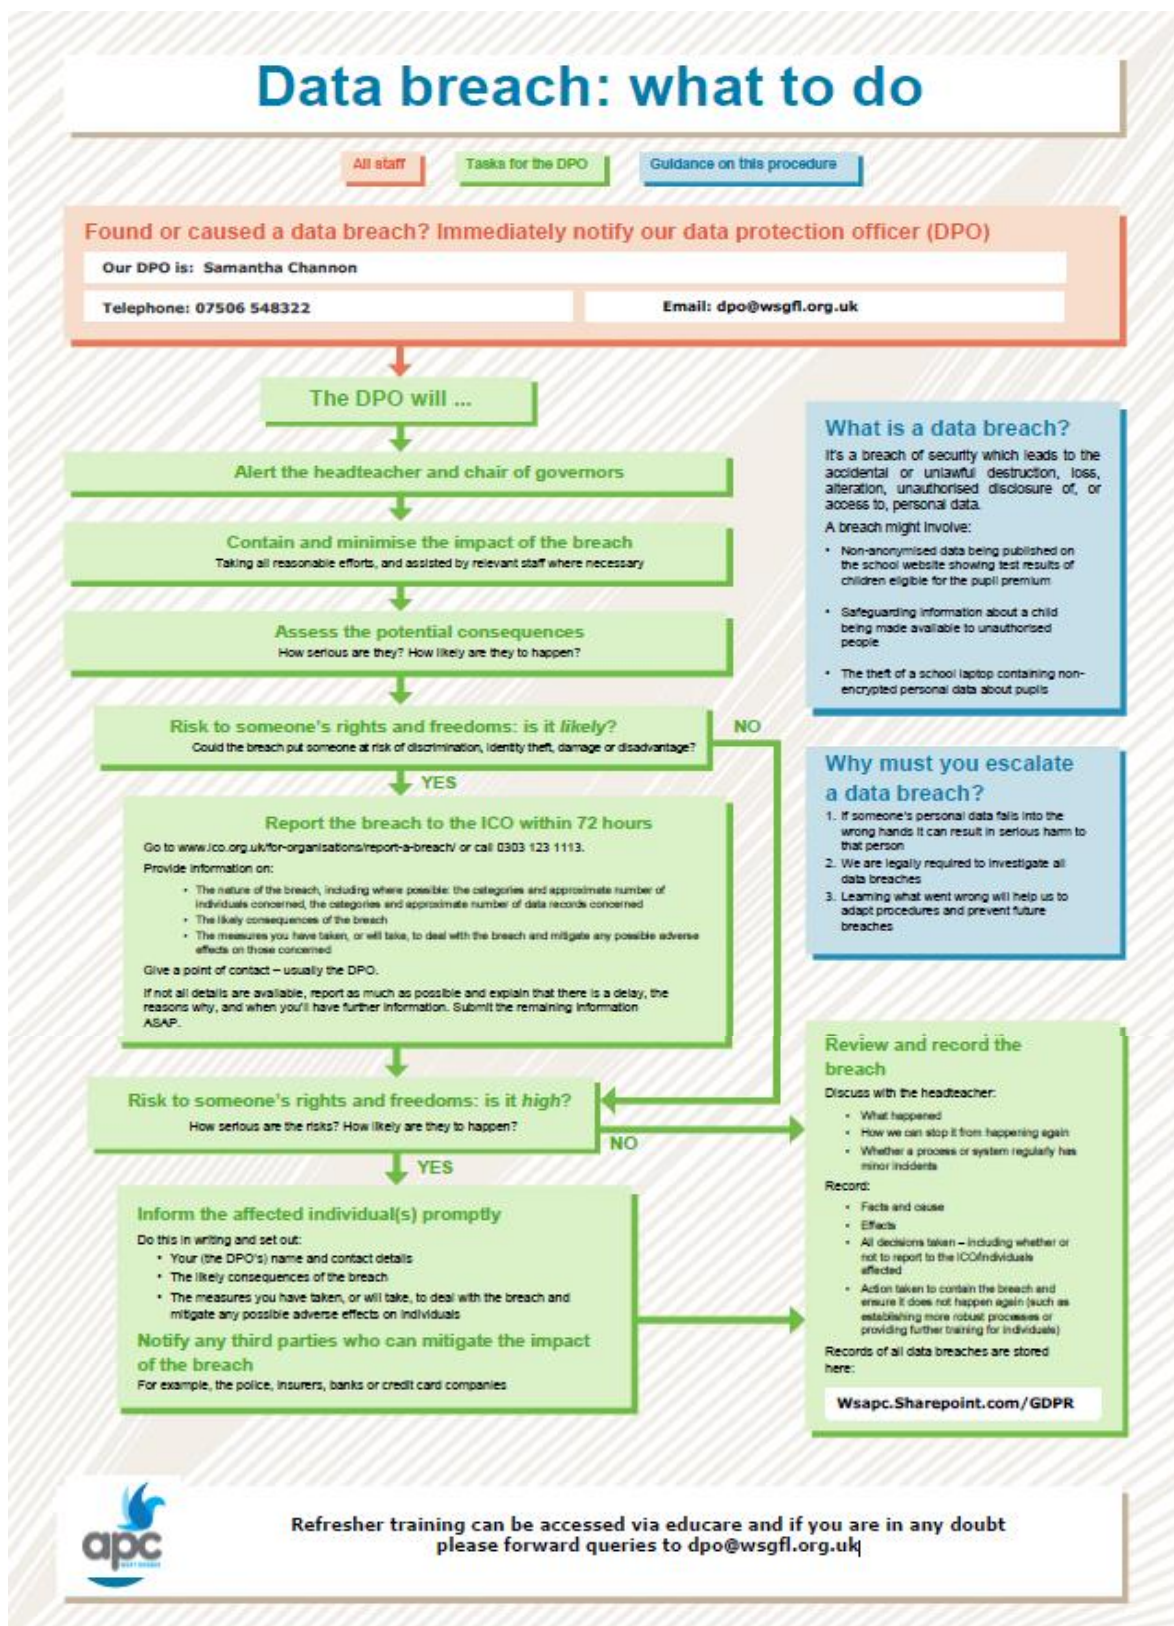 Data breach: what to do
All staff
Tasks for the DPO
Guidance on this procedure
Found or caused a data breach? Immediately notify our data protection officer (DPO)
Our DPO is: Samantha Channon
Telephone: 07506 548322
Email: dpo@wsgfl.org.uk
The DPO will ...
Alert the headteacher and chair of governors
Contain and minimise the impact of the breach
Taking all reasonable efforts, and assisted by relevant staff where necessary
Assess the potential consequences
How serious are they? How likely are they to happen?
Risk to someone's rights and freedoms: is it likely?
Could the breach put someone at risk of discrimination, identity theft, damage or disadvantage?
NO
YES
Report the breach to the ICO within 72 hours
Go to www.ico.org.uk/for-organisations/report-a-breach/ or call 0303 123 1113.
Provide information on:
• The nature of the breach, including where possible: the categories and approximate number of
individuals concerned, the categories and approximate number of data records concerned
• The likely consequences of the breach
• The measures you have taken, or will take, to deal with the breach and mitigate any possible adverse
effects on those concerned
Give a point of contact – usually the DPO.
If not all details are available, report as much as possible and explain that there is a delay, the
reasons why, and when you'll have further information. Submit the remaining information
ASAP.
Risk to someone's rights and freedoms: is it high?
How serious are the risks? How likely are they to happen?
NO
YES
Inform the affected individual(s) promptly
Do this in writing and set out:
• Your (the DPO's) name and contact details
• The likely consequences of the breach
• The measures you have taken, or will take, to deal with the breach and
mitigate any possible adverse effects on individuals
Notify any third parties who can mitigate the impact
of the breach
For example, the police, insurers, banks or credit card companies
What is a data breach?
It's a breach of security which leads to the
accidental or unlawful destruction, loss,
alteration, unauthorised disclosure of, or
access to, personal data.
A breach might involve:
• Non-anonymised data being published on
the school website showing test results of
children eligible for the pupil premium
• Safeguarding information about a child
being made available to unauthorised
people
• The theft of a school laptop containing non-
encrypted personal data about pupils
Why must you escalate
a data breach?
1. If someone's personal data falls into the
wrong hands it can result in serious harm to
that person
2. We are legally required to investigate all
data breaches
3. Learning what went wrong will help us to
adapt procedures and prevent future
breaches
Review and record the
breach
Discuss with the headteacher:
• What happened
• How we can stop it from happening again
• Whether a process or system regularly has
minor incidents
Record:
• Facts and cause
• Effects
• All decisions taken – including whether or
not to report to the ICO/individuals
affected
• Action taken to contain the breach and
ensure it does not happen again (such as
establishing more robust processes or
providing further training for individuals)
Records of all data breaches are stored
here:
Wsapc.Sharepoint.com/GDPR
apc
Refresher training can be accessed via educare and if you are in any doubt
please forward queries to dpo@wsgfl.org.uk